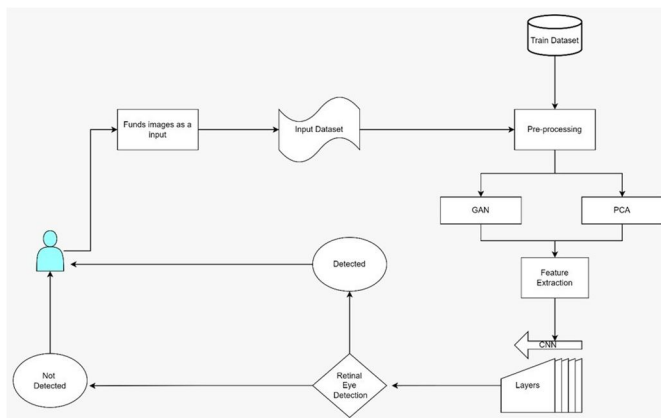 Train Dataset
Funds images as a
input
Input Dataset
Pre-processing
GAN
PCA
Detected
Feature
Extraction
CNN
Not
Detected
Retinal
Eye
Detection
Layers